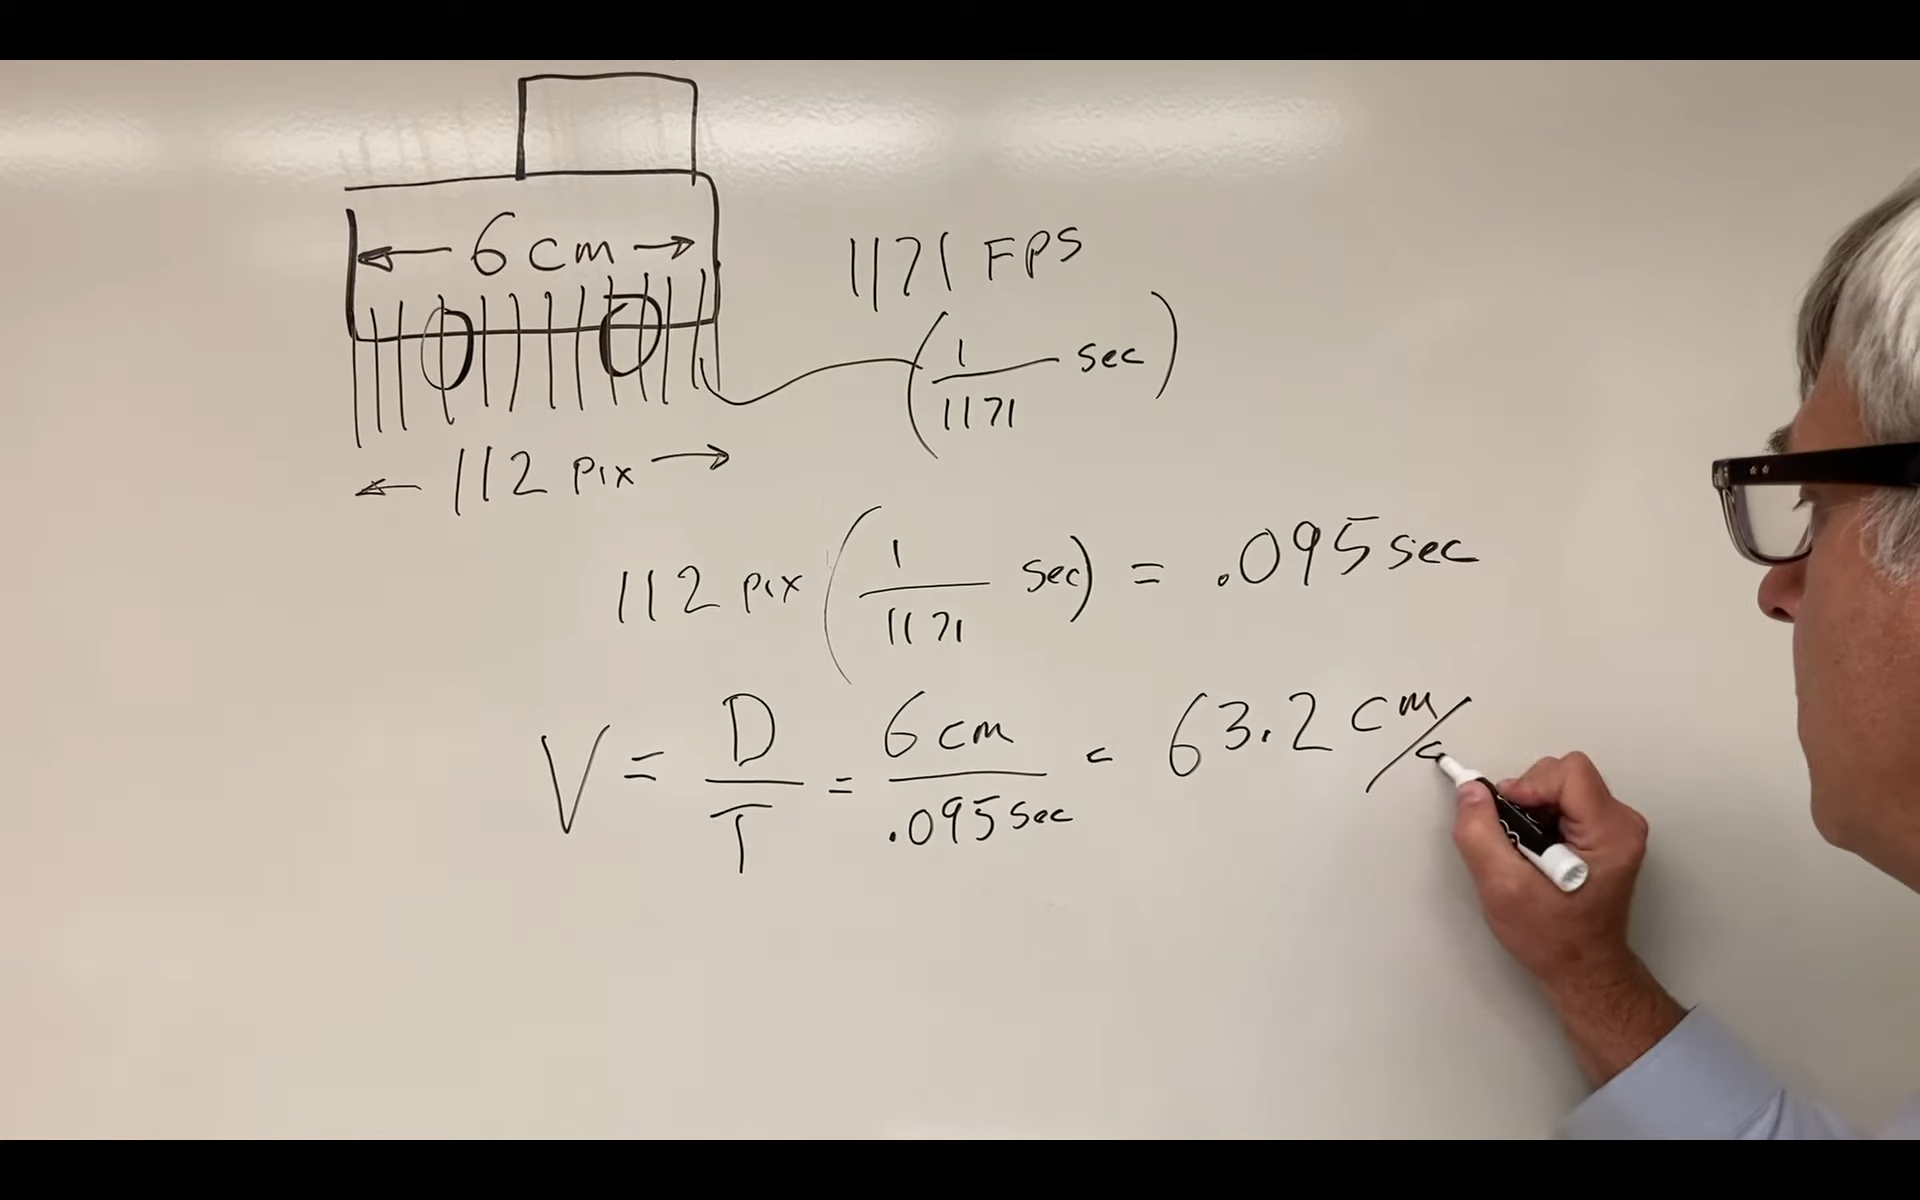 ← 6 cm →
1171 FPS
(1/1171 sec)
← 112 pix →
112 pix (1/1171 sec) = .095 sec
V = D/T = 6 cm/.095 sec = 63.2 cm/